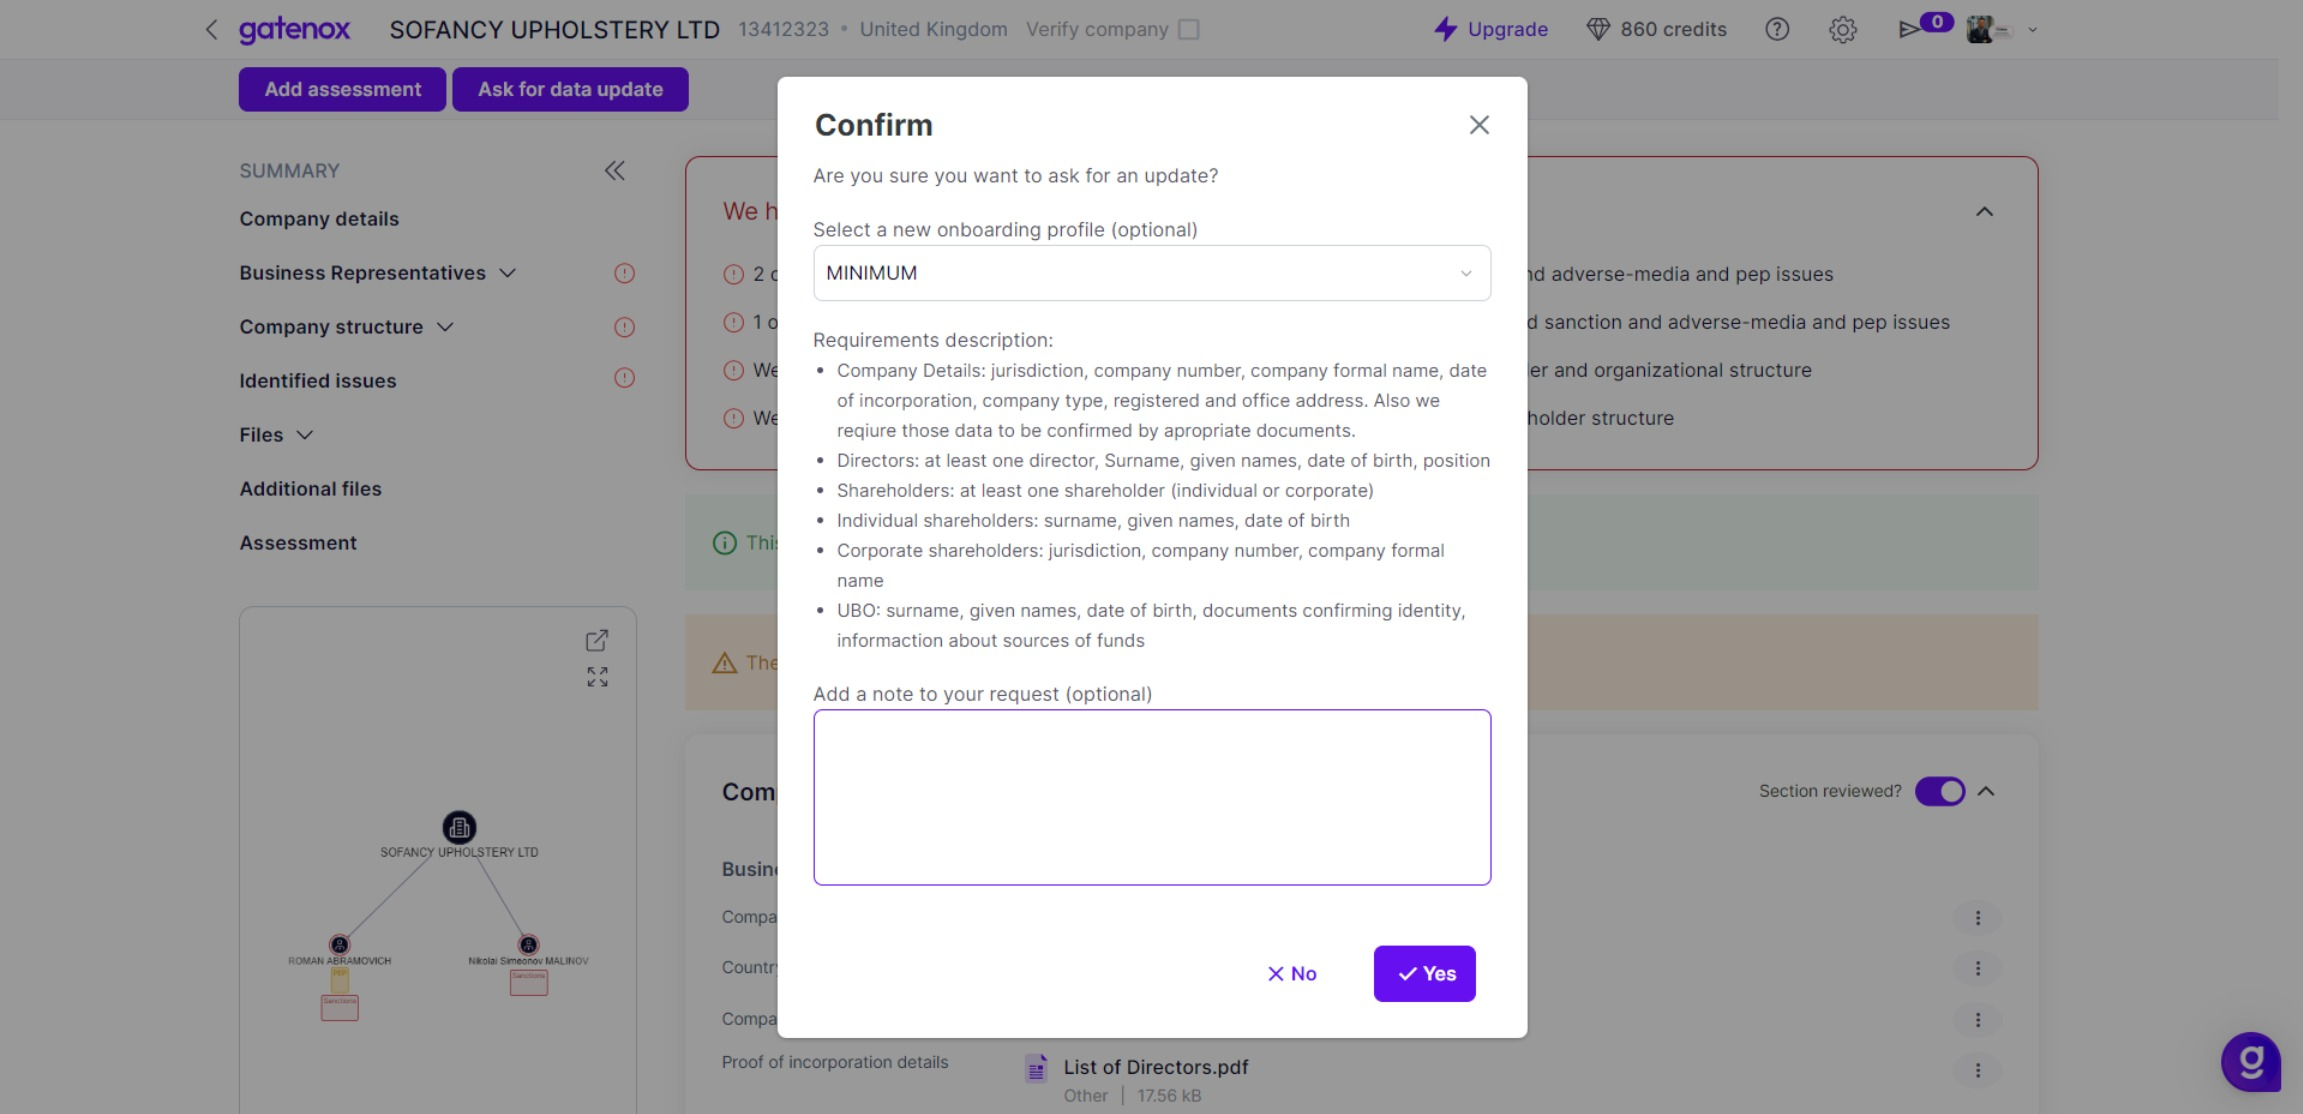 gatenox SOFANCY UPHOLSTERY LTD 13412323 • United Kingdom Verify company Upgrade 860 credits 0
Add assessment Ask for data update
SUMMARY
Company details
Business Representatives
Company structure
Identified issues
Files
Additional files
Assessment
SOFANCY UPHOLSTERY LTD
ROMAN ABRAMOVICH
PEP
Sanctions
Nikolai Simeonov MALINOV
Sanctions
Confirm
Are you sure you want to ask for an update?
Select a new onboarding profile (optional)
MINIMUM
Requirements description:
• Company Details: jurisdiction, company number, company formal name, date
of incorporation, company type, registered and office address. Also we
reqiure those data to be confirmed by apropriate documents.
• Directors: at least one director, Surname, given names, date of birth, position
• Shareholders: at least one shareholder (individual or corporate)
• Individual shareholders: surname, given names, date of birth
• Corporate shareholders: jurisdiction, company number, company formal
name
• UBO: surname, given names, date of birth, documents confirming identity,
informaction about sources of funds
Add a note to your request (optional)
No Yes
We h
2 c nd adverse-media and pep issues
1 o d sanction and adverse-media and pep issues
We er and organizational structure
We holder structure
This
The
Com Section reviewed?
Busine
Compa
Country
Compa
Proof of incorporation details List of Directors.pdf
Other | 17.56 kB
g